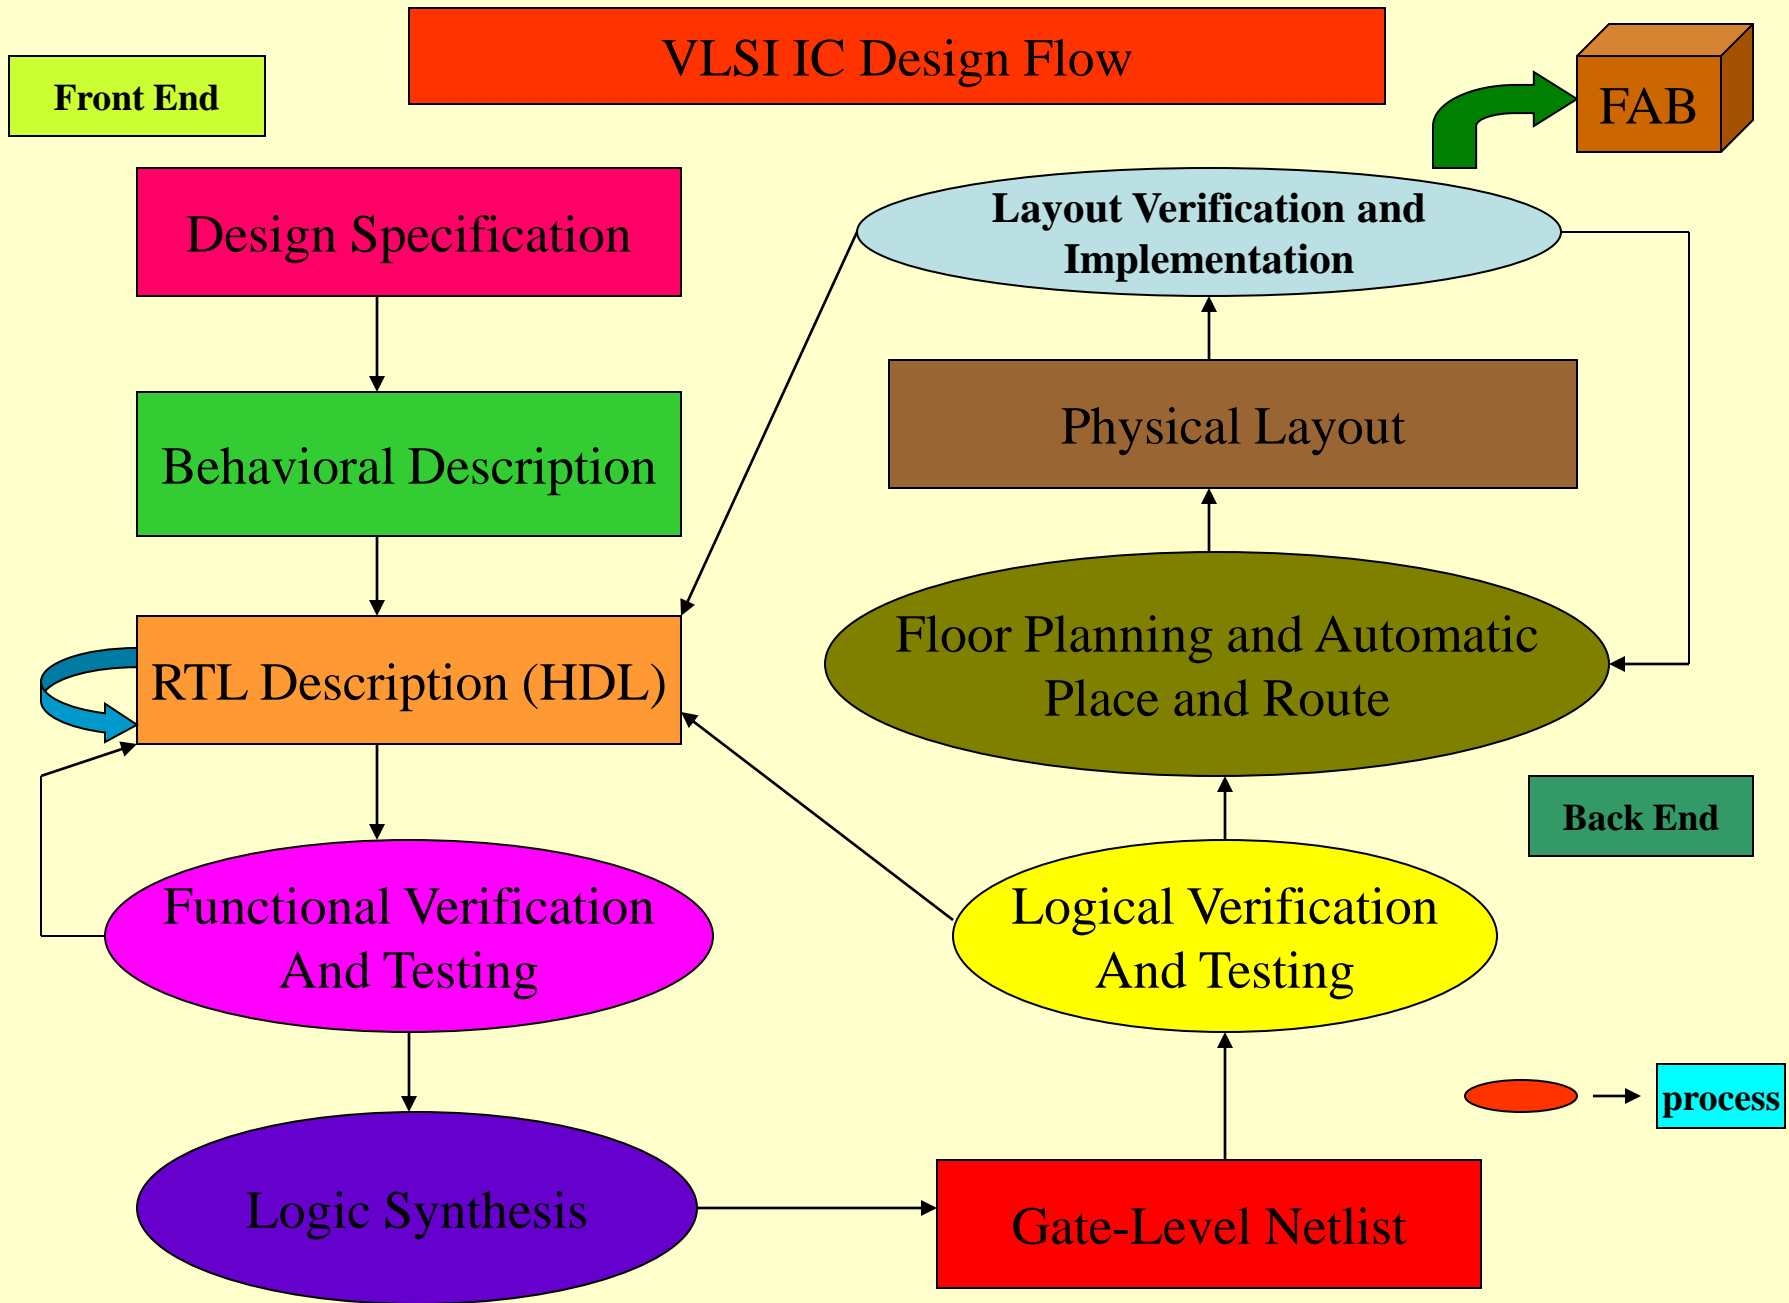 VLSI IC Design Flow
Front End
FAB
Design Specification
Behavioral Description
RTL Description (HDL)
Functional Verification
And Testing
Logic Synthesis
Gate-Level Netlist
Logical Verification
And Testing
Floor Planning and Automatic
Place and Route
Physical Layout
Layout Verification and
Implementation
Back End
process